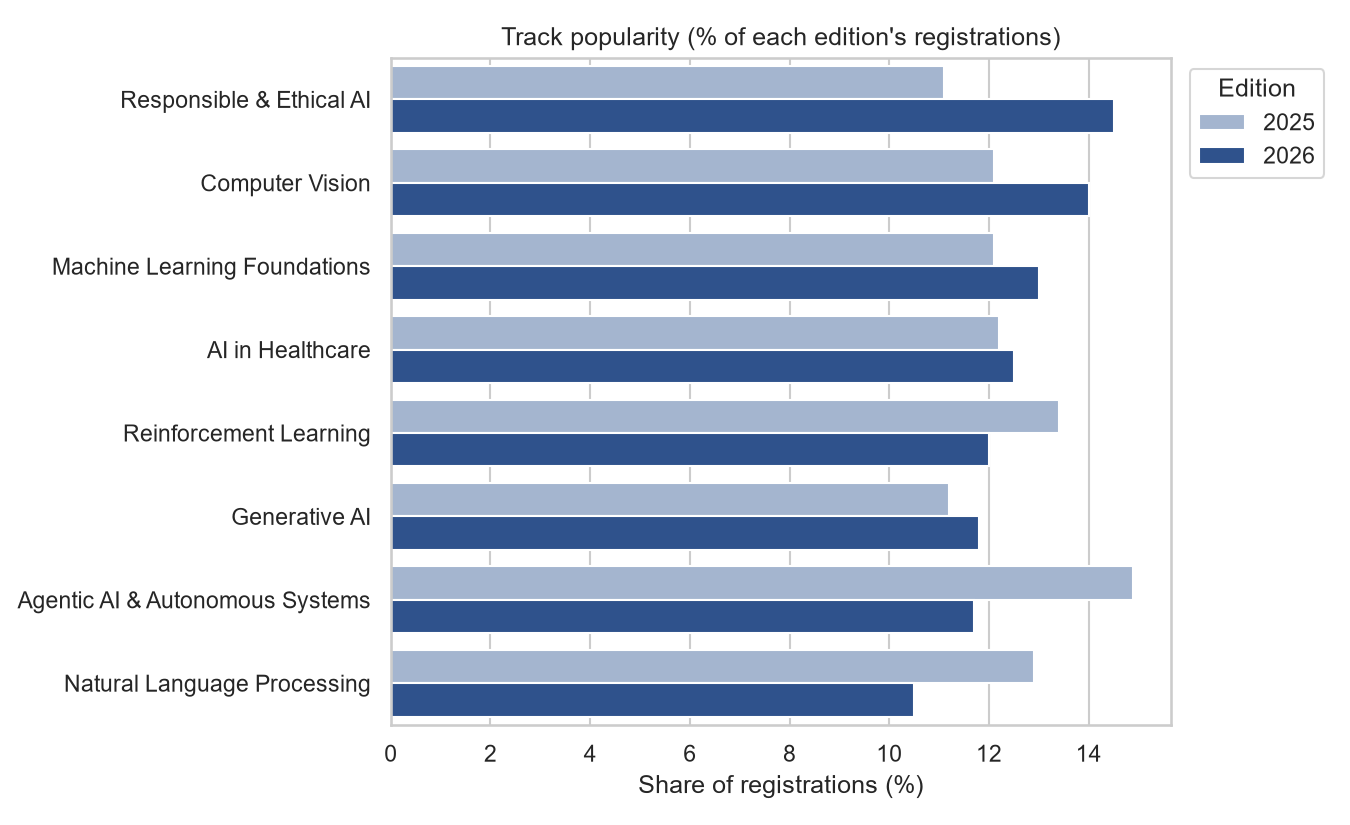 Track popularity (% of each edition's registrations)
Edition
2025
2026
Responsible & Ethical AI
Computer Vision
Machine Learning Foundations
AI in Healthcare
Reinforcement Learning
Generative AI
Agentic AI & Autonomous Systems
Natural Language Processing
0 2 4 6 8 10 12 14
Share of registrations (%)